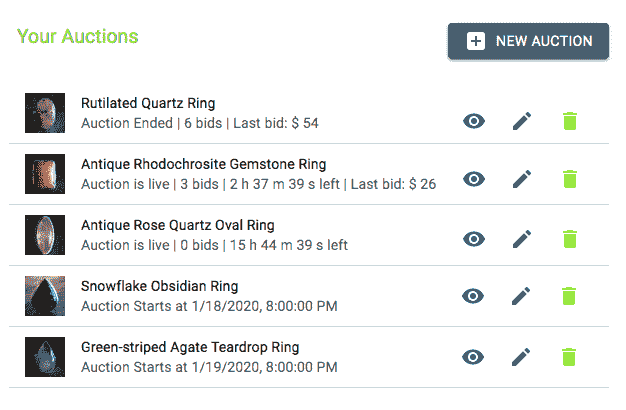 Your Auctions
NEW AUCTION
Rutilated Quartz Ring
Auction Ended | 6 bids | Last bid: $ 54
Antique Rhodochrosite Gemstone Ring
Auction is live | 3 bids | 2 h 37 m 39 s left | Last bid: $ 26
Antique Rose Quartz Oval Ring
Auction is live | 0 bids | 15 h 44 m 39 s left
Snowflake Obsidian Ring
Auction Starts at 1/18/2020, 8:00:00 PM
Green-striped Agate Teardrop Ring
Auction Starts at 1/19/2020, 8:00:00 PM